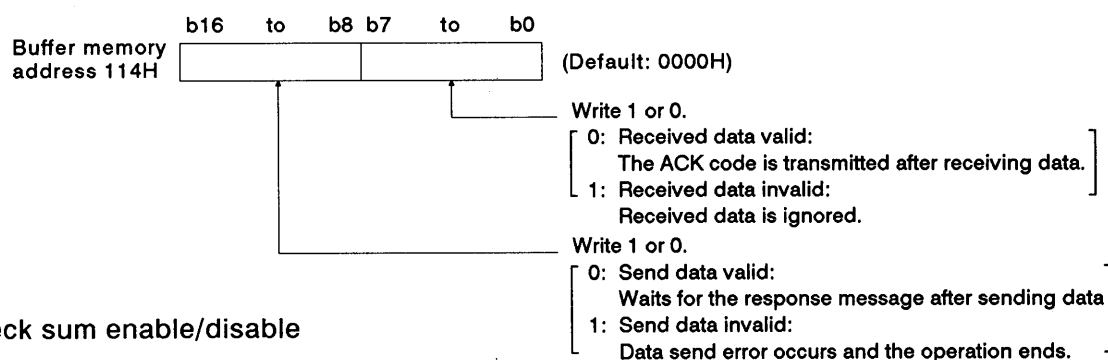 b16 to b8 b7 to b0
Buffer memory
address 114H
(Default: 0000H)
Write 1 or 0.
0: Received data valid:
The ACK code is transmitted after receiving data.
1: Received data invalid:
Received data is ignored.
Write 1 or 0.
0: Send data valid:
Waits for the response message after sending data
1: Send data invalid:
Data send error occurs and the operation ends.
sum enable/disable